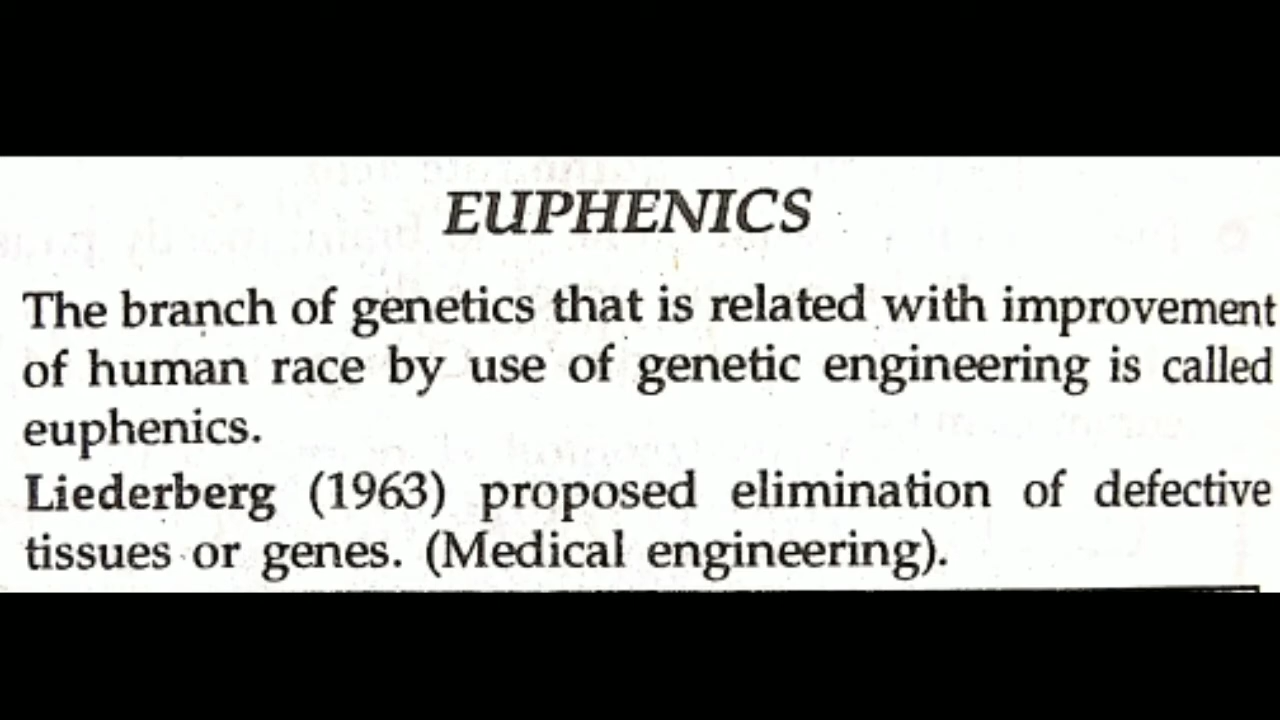 EUPHENICS
The branch of genetics that is related with improvement
of human race by use of genetic engineering is called
euphenics.
Liederberg (1963) proposed elimination of defective
tissues or genes. (Medical engineering).